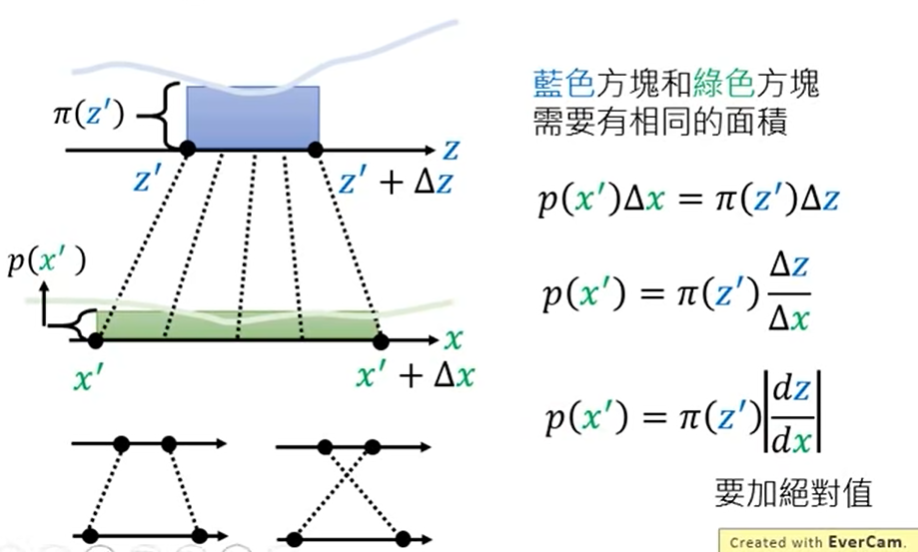 π(z′)
z
z′
z′ + Δz
p(x′)
x
x′
x′ + Δx
藍色方塊和綠色方塊
需要有相同的面積
p(x′)Δx = π(z′)Δz
p(x′) = π(z′) Δz/Δx
p(x′) = π(z′)|dz/dx|
要加絕對值
Created with EverCam.